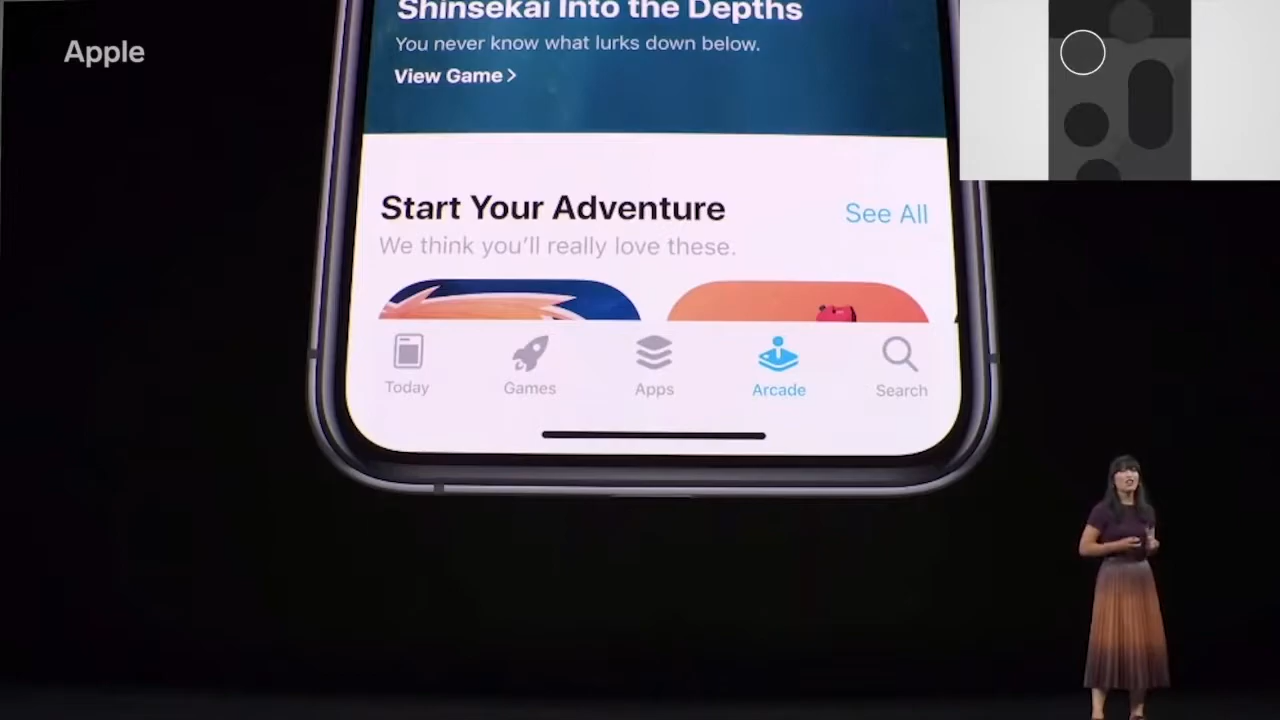 Apple
Shinsekai Into the Depths
You never know what lurks down below.
View Game >
Start Your Adventure
See All
We think you'll really love these.
Today
Games
Apps
Arcade
Search